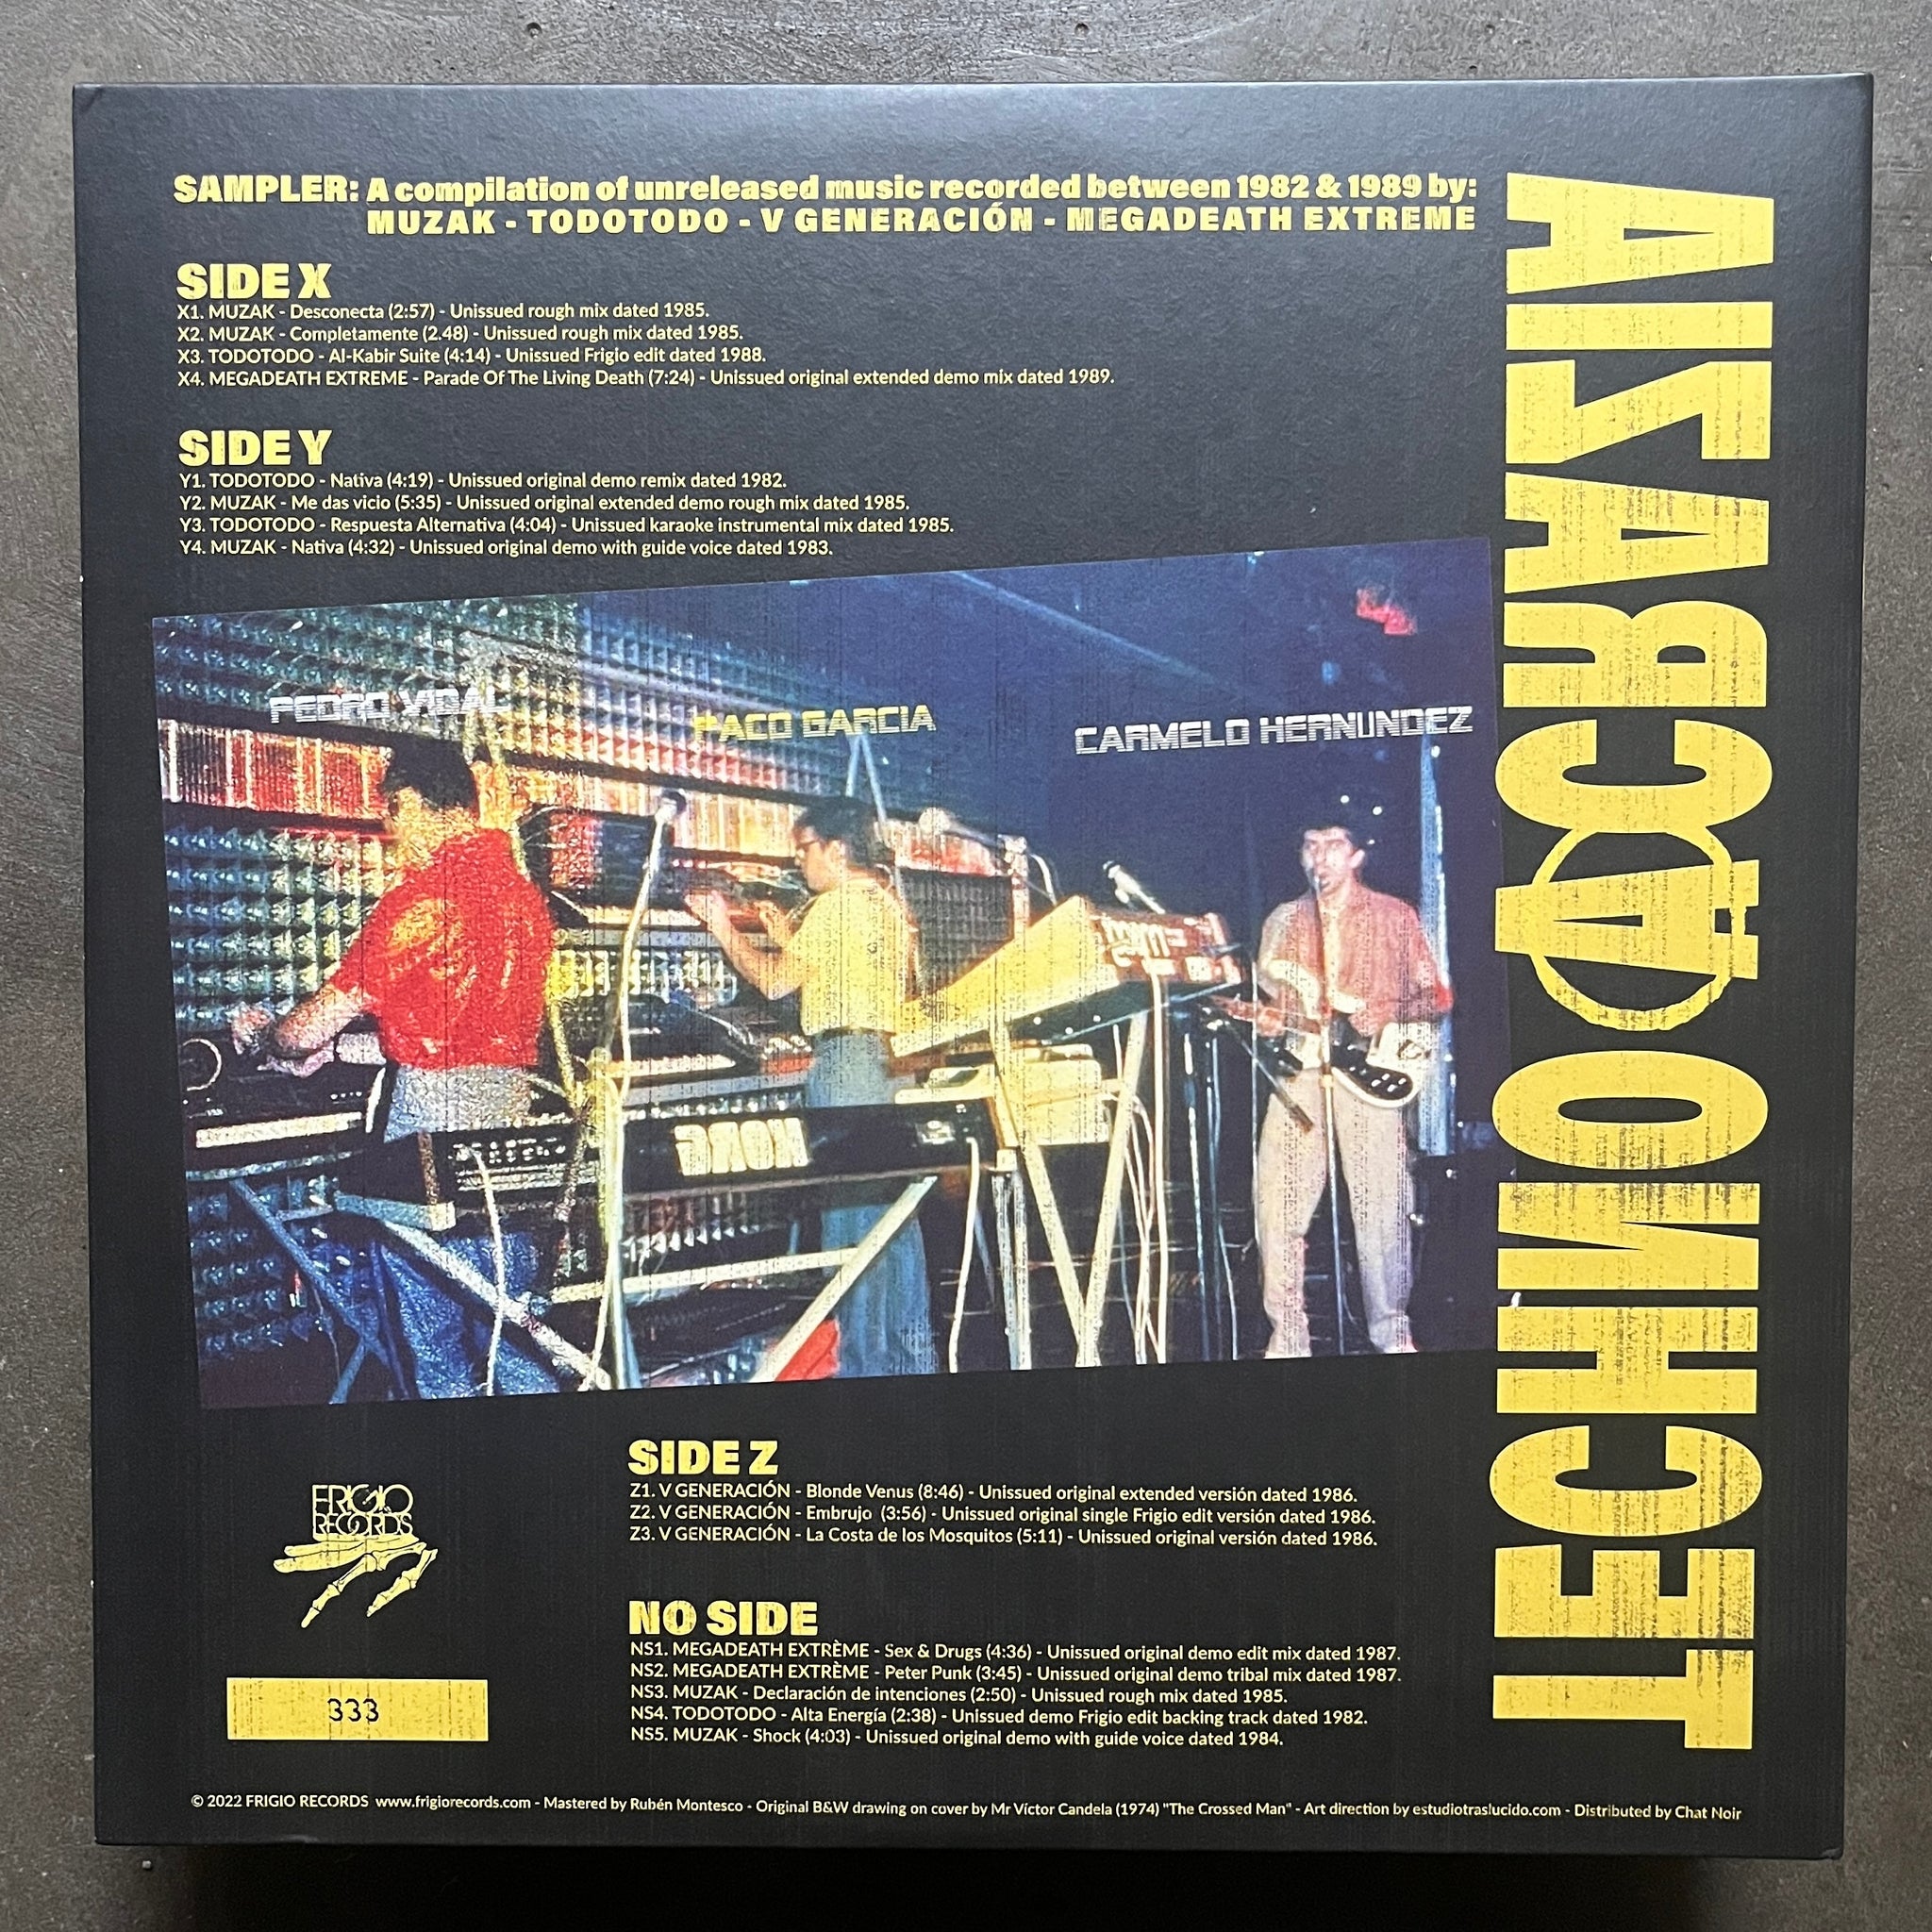 SAMPLER: A compilation of unreleased music recorded between 1982 & 1989 by:
MUZAK - TODOTODO - V GENERACIÓN - MEGADEATH EXTREME
SIDE X
X1. MUZAK - Desconecta (2:57) - Unissued rough mix dated 1985.
X2. MUZAK - Completamente (2.48) - Unissued rough mix dated 1985.
X3. TODOTODO - Al-Kabir Suite (4:14) - Unissued Frigio edit dated 1988.
X4. MEGADEATH EXTREME - Parade Of The Living Death (7:24) - Unissued original extended demo mix dated 1989.
SIDE Y
Y1. TODOTODO - Nativa (4:19) - Unissued original demo remix dated 1982.
Y2. MUZAK - Me das vicio (5:35) - Unissued original extended demo rough mix dated 1985.
Y3. TODOTODO - Respuesta Alternativa (4:04) - Unissued karaoke instrumental mix dated 1985.
Y4. MUZAK - Nativa (4:32) - Unissued original demo with guide voice dated 1983.
PEDRO VIDAL
PACO GARCIA
CARMELO HERNUNDEZ
KORG
TECHNO ACRAZIA
SIDE Z
Z1. V GENERACIÓN - Blonde Venus (8:46) - Unissued original extended versión dated 1986.
Z2. V GENERACIÓN - Embrujo (3:56) - Unissued original single Frigio edit versión dated 1986.
Z3. V GENERACIÓN - La Costa de los Mosquitos (5:11) - Unissued original versión dated 1986.
FRIGIO
RECORDS
NO SIDE
NS1. MEGADEATH EXTRÈME - Sex & Drugs (4:36) - Unissued original demo edit mix dated 1987.
NS2. MEGADEATH EXTRÈME - Peter Punk (3:45) - Unissued original demo tribal mix dated 1987.
NS3. MUZAK - Declaración de intenciones (2:50) - Unissued rough mix dated 1985.
NS4. TODOTODO - Alta Energía (2:38) - Unissued demo Frigio edit backing track dated 1982.
NS5. MUZAK - Shock (4:03) - Unissued original demo with guide voice dated 1984.
333
© 2022 FRIGIO RECORDS www.frigiorecords.com - Mastered by Rubén Montesco - Original B&W drawing on cover by Mr Víctor Candela (1974) "The Crossed Man" - Art direction by estudiotraslucido.com - Distributed by Chat Noir